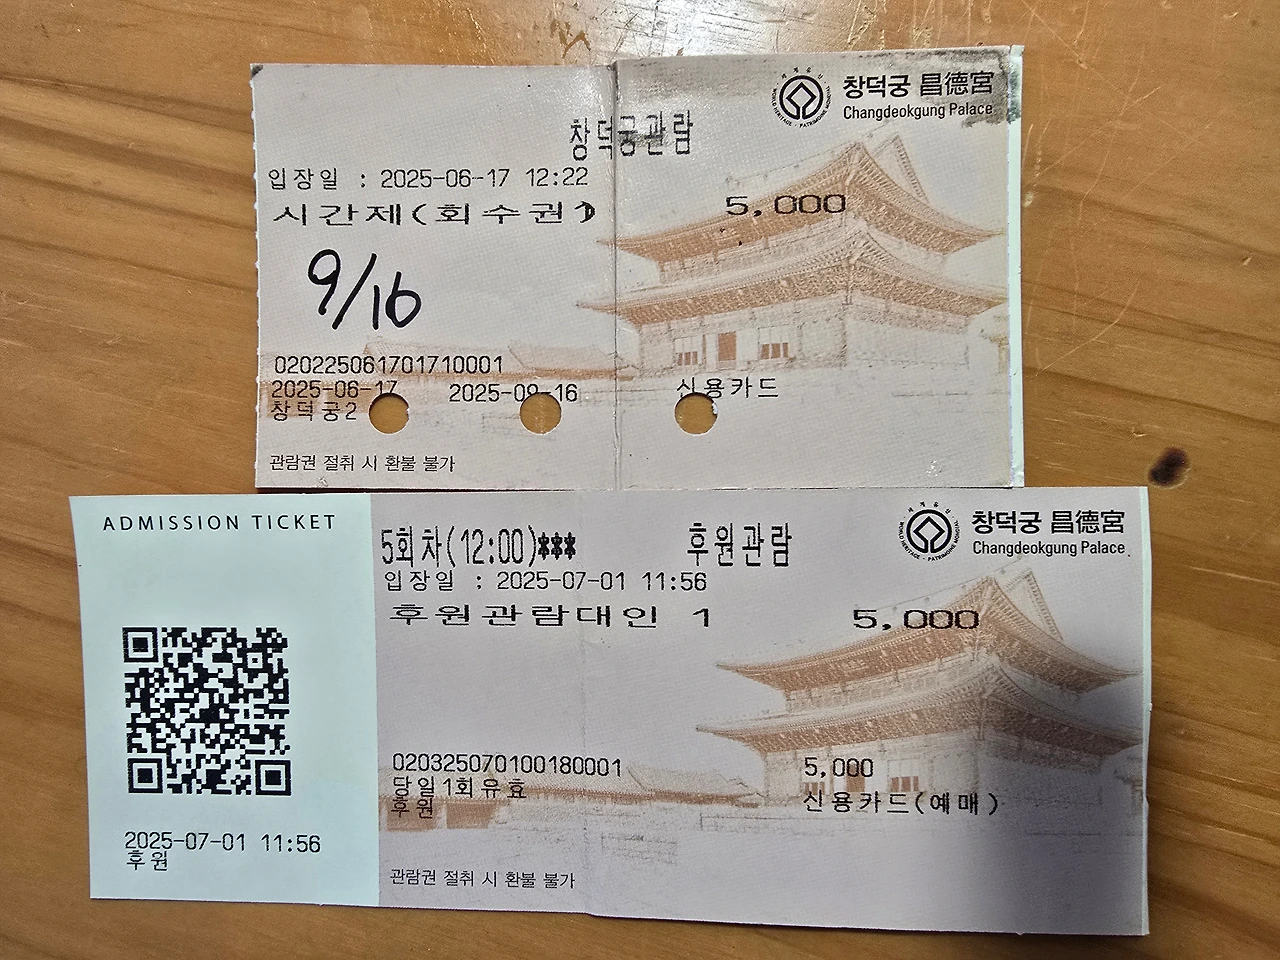 창덕궁 昌德宮
Changdeokgung Palace
창덕궁관람
입장일 : 2025-06-17 12:22
시간제(회수권) 5,000
9/16
020225061701710001
2025-06-17 2025-09-16 신용카드
창덕궁2
관람권 절취 시 환불 불가
ADMISSION TICKET
2025-07-01 11:56
후원
창덕궁 昌德宮
Changdeokgung Palace
5회차(12:00)*** 후원관람
입장일 : 2025-07-01 11:56
후원관람대인 1 5,000
020325070100180001 5,000
당일1회유효 신용카드(예매)
후원
관람권 절취 시 환불 불가